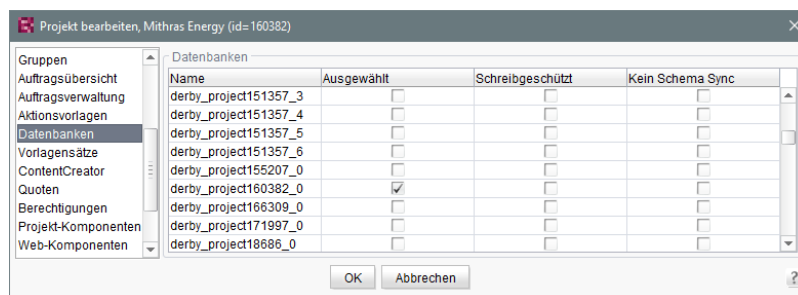 Projekt bearbeiten, Mithras Energy (id=160382)
Gruppen
Auftragsübersicht
Auftragsverwaltung
Aktionsvorlagen
Datenbanken
Vorlagensätze
ContentCreator
Quoten
Berechtigungen
Projekt-Komponenten
Web-Komponenten
Datenbanken
Name Ausgewählt Schreibgeschützt Kein Schema Sync
derby_project151357_3
derby_project151357_4
derby_project151357_5
derby_project151357_6
derby_project155207_0
derby_project160382_0
derby_project166309_0
derby_project171997_0
derby_project18686_0
OK Abbrechen
?